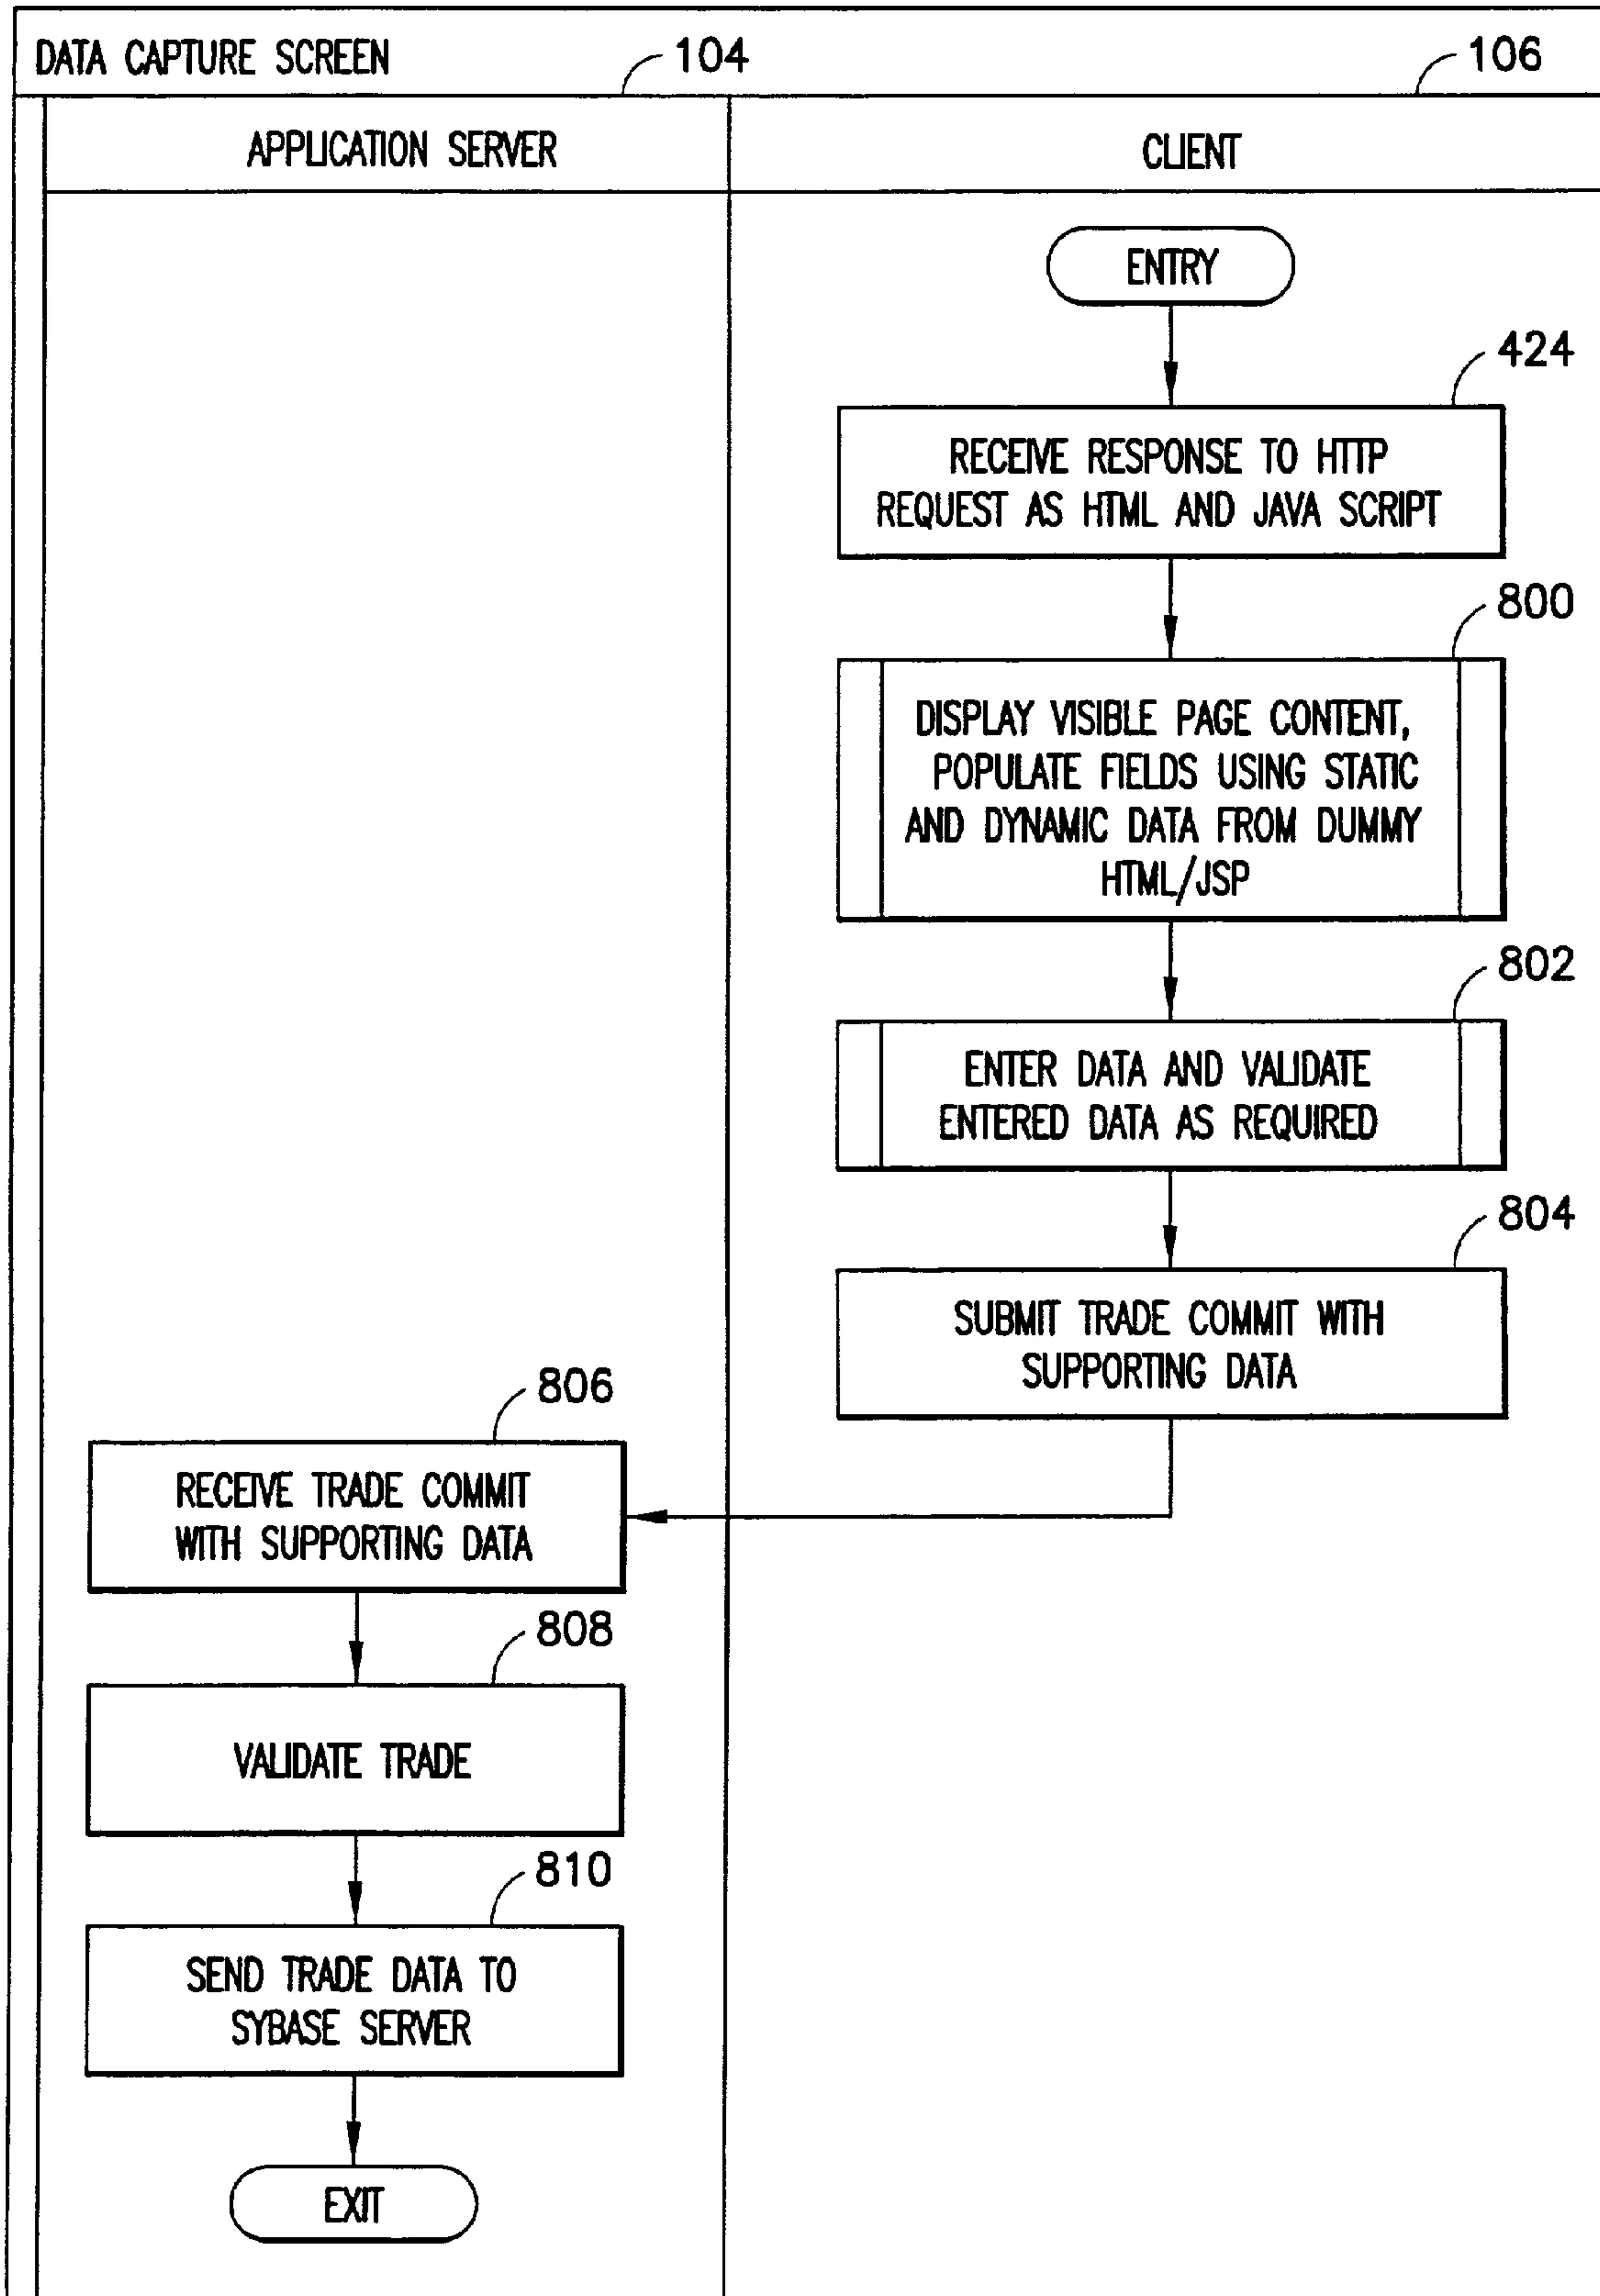 DATA CAPTURE SCREEN
104
106
APPLICATION SERVER
CLIENT
ENTRY
424
RECEIVE RESPONSE TO HTTP
REQUEST AS HTML AND JAVA SCRIPT
800
DISPLAY VISIBLE PAGE CONTENT,
POPULATE FIELDS USING STATIC
AND DYNAMIC DATA FROM DUMMY
HTML/JSP
802
ENTER DATA AND VALIDATE
ENTERED DATA AS REQUIRED
804
SUBMIT TRADE COMMIT WITH
SUPPORTING DATA
806
RECEIVE TRADE COMMIT
WITH SUPPORTING DATA
808
VALIDATE TRADE
810
SEND TRADE DATA TO
SYBASE SERVER
EXIT